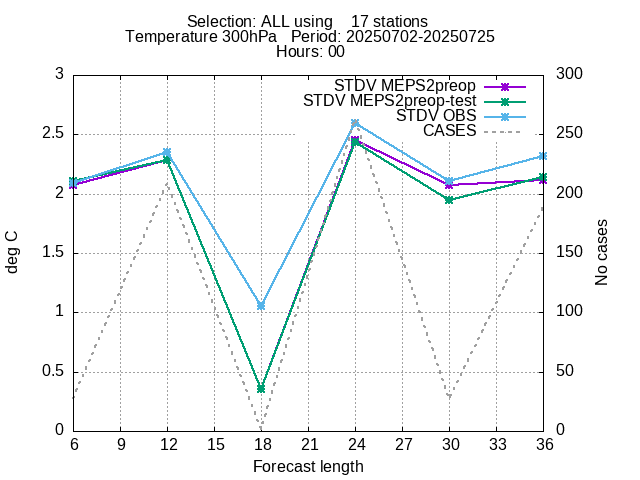 Selection: ALL using    17 stations
Temperature 300hPa   Period: 20250702-20250725
Hours: 00
STDV MEPS2preop
STDV MEPS2preop-test
STDV OBS
CASES
3
2.5
2
1.5
1
0.5
0
300
250
200
150
100
50
0
deg C
No cases
6 9 12 15 18 21 24 27 30 33 36
Forecast length